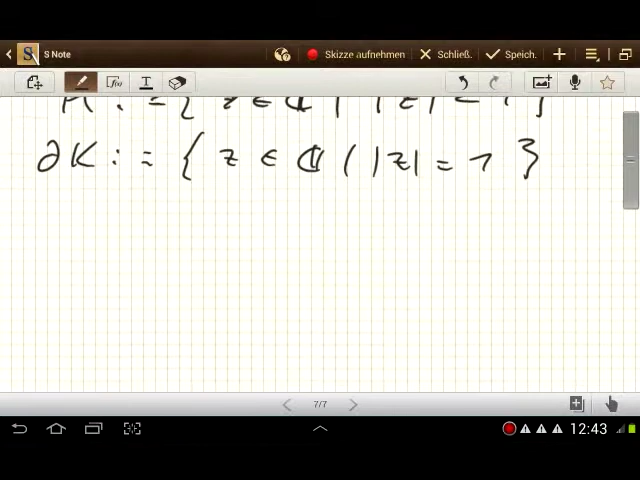 S Note
Skizze aufnehmen
Schließ.
Speich.
K := { z ∈ ℂ | |z|
∂K := { z ∈ ℂ | |z| = 1 }
7/7
12:43